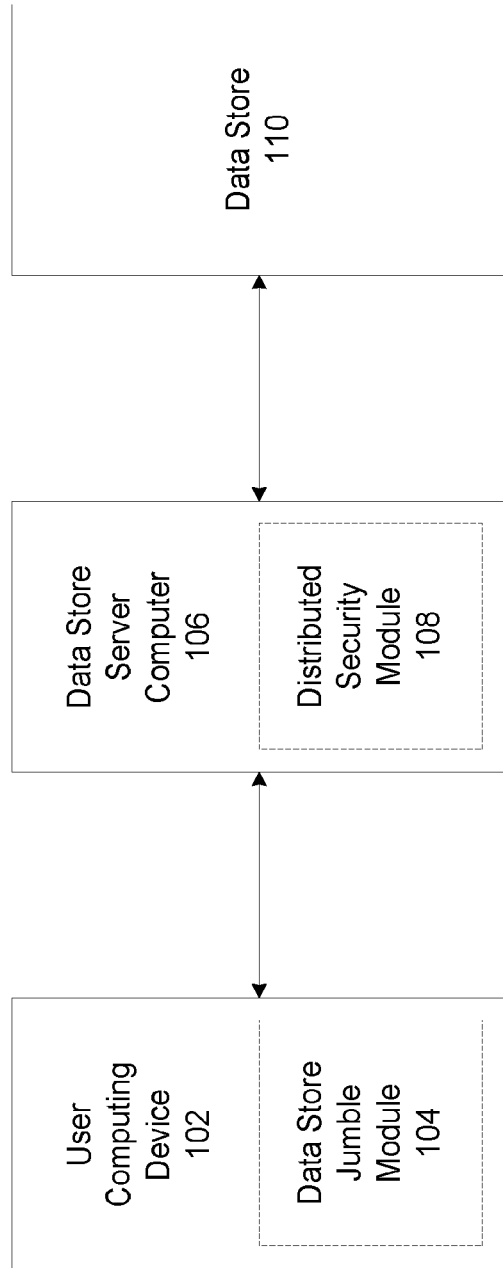 User
Computing
Device
102
Data Store
Jumble
Module
104
Data Store
Server
Computer
106
Distributed
Security
Module
108
Data Store
110